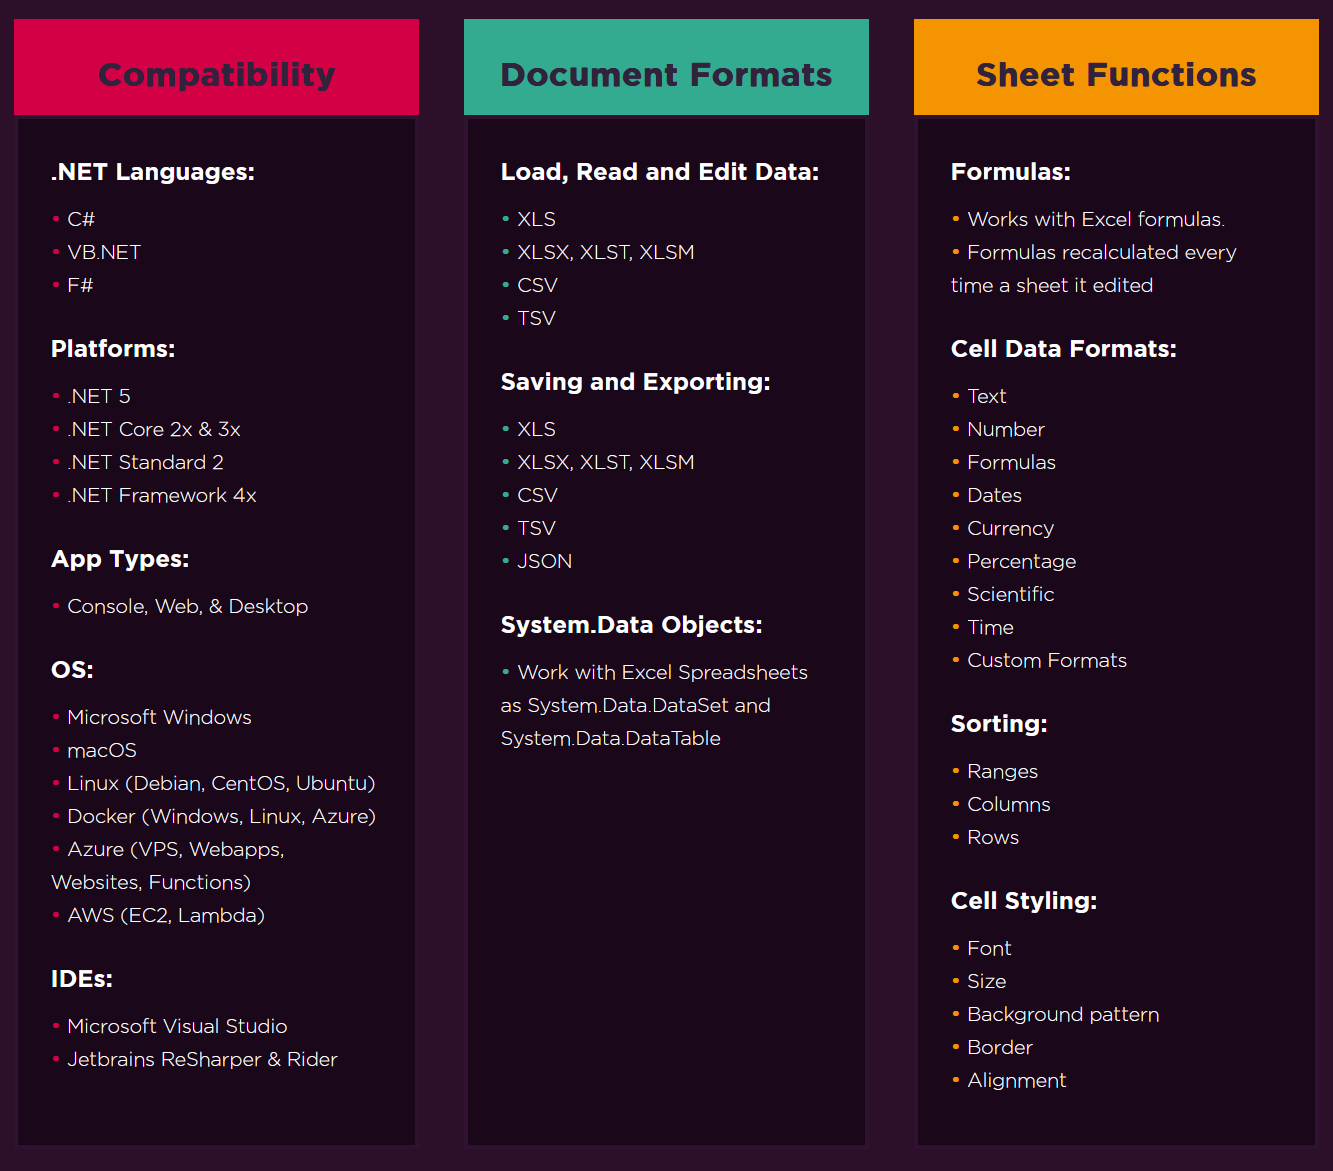 Compatibility
.NET Languages:
• C#
• VB.NET
• F#
Platforms:
• .NET 5
• .NET Core 2x & 3x
• .NET Standard 2
• .NET Framework 4x
App Types:
• Console, Web, & Desktop
OS:
• Microsoft Windows
• macOS
• Linux (Debian, CentOS, Ubuntu)
• Docker (Windows, Linux, Azure)
• Azure (VPS, Webapps,
Websites, Functions)
• AWS (EC2, Lambda)
IDEs:
• Microsoft Visual Studio
• Jetbrains ReSharper & Rider
Document Formats
Load, Read and Edit Data:
• XLS
• XLSX, XLST, XLSM
• CSV
• TSV
Saving and Exporting:
• XLS
• XLSX, XLST, XLSM
• CSV
• TSV
• JSON
System.Data Objects:
• Work with Excel Spreadsheets
as System.Data.DataSet and
System.Data.DataTable
Sheet Functions
Formulas:
• Works with Excel formulas.
• Formulas recalculated every
time a sheet it edited
Cell Data Formats:
• Text
• Number
• Formulas
• Dates
• Currency
• Percentage
• Scientific
• Time
• Custom Formats
Sorting:
• Ranges
• Columns
• Rows
Cell Styling:
• Font
• Size
• Background pattern
• Border
• Alignment